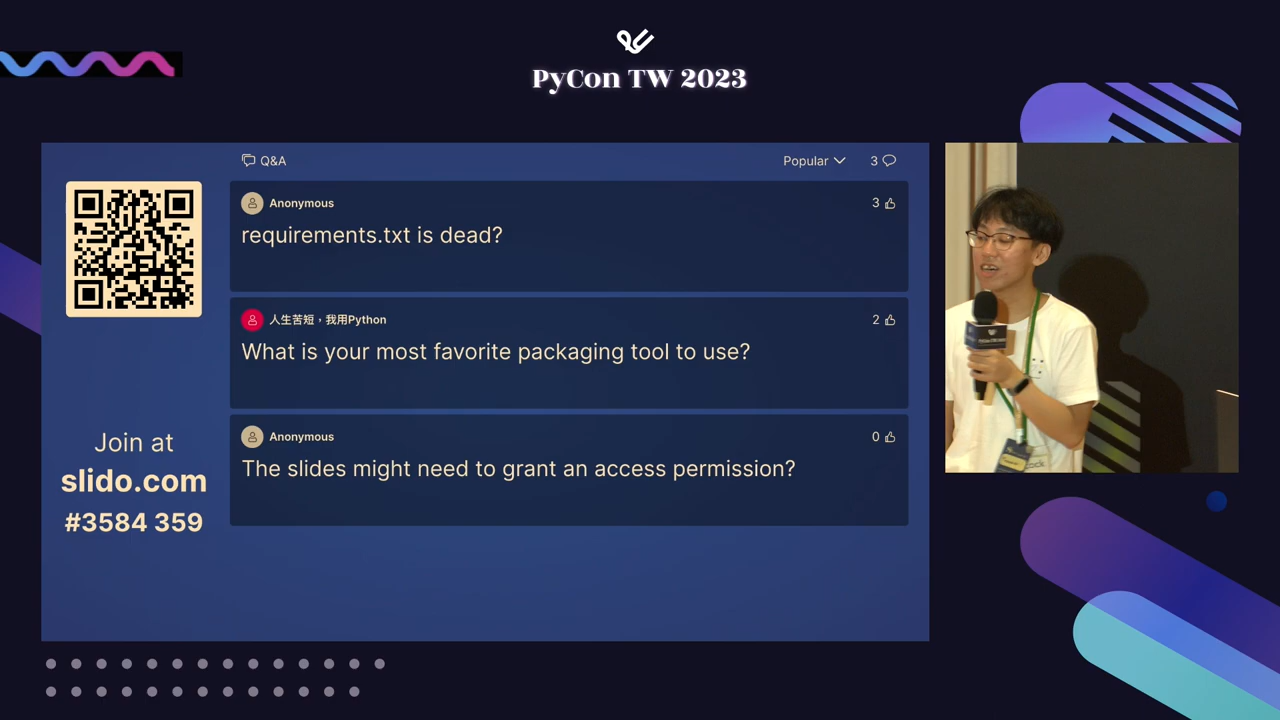 PyCon TW 2023
Q&A
Popular
3
Anonymous
3
requirements.txt is dead?
人生苦短，我用Python
2
What is your most favorite packaging tool to use?
Anonymous
0
The slides might need to grant an access permission?
Join at
slido.com
#3584 359